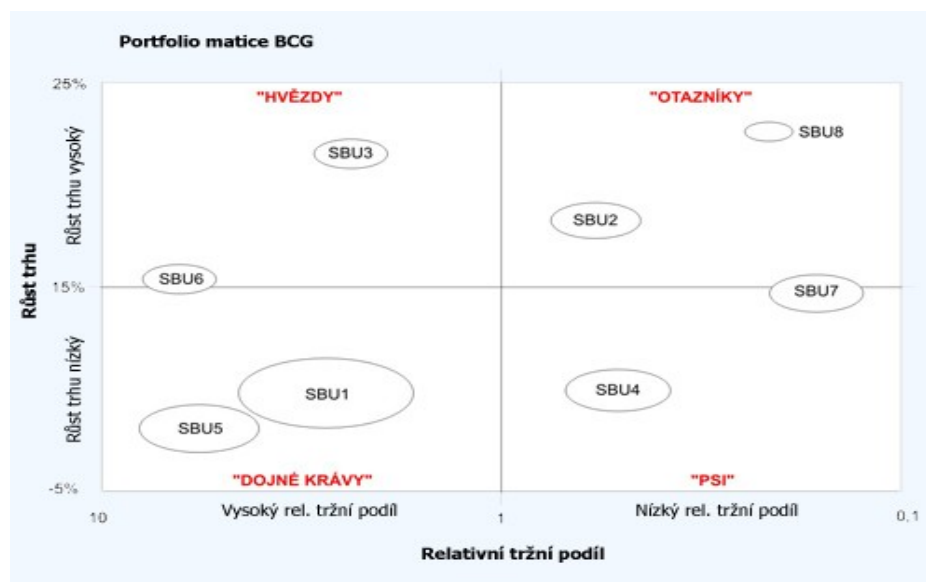 Portfolio matice BCG
25%
"HVĚZDY"
"OTAZNÍKY"
SBU8
SBU3
Růst trhu vysoký
SBU2
Růst trhu
SBU6
15%
SBU7
Růst trhu nízký
SBU1
SBU4
SBU5
"DOJNÉ KRÁVY"
"PSI"
-5%
10
Vysoký rel. tržní podíl
1
Nízký rel. tržní podíl
0,1
Relativní tržní podíl